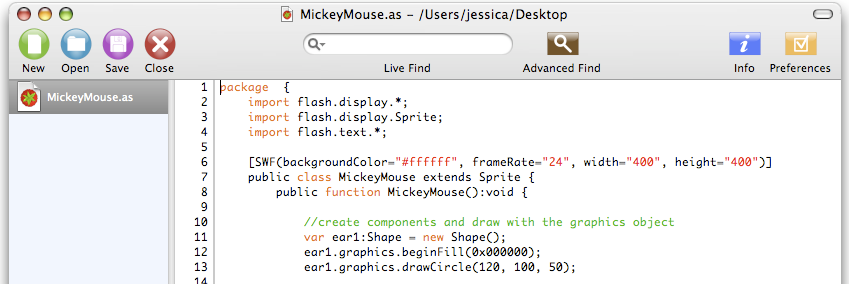 MickeyMouse.as – /Users/jessica/Desktop
New Open Save Close Live Find Advanced Find Info Preferences
MickeyMouse.as
1 package  {
2     import flash.display.*;
3     import flash.display.Sprite;
4     import flash.text.*;
5
6     [SWF(backgroundColor="#ffffff", frameRate="24", width="400", height="400")]
7     public class MickeyMouse extends Sprite {
8         public function MickeyMouse():void {
9
10             //create components and draw with the graphics object
11             var ear1:Shape = new Shape();
12             ear1.graphics.beginFill(0x000000);
13             ear1.graphics.drawCircle(120, 100, 50);
14